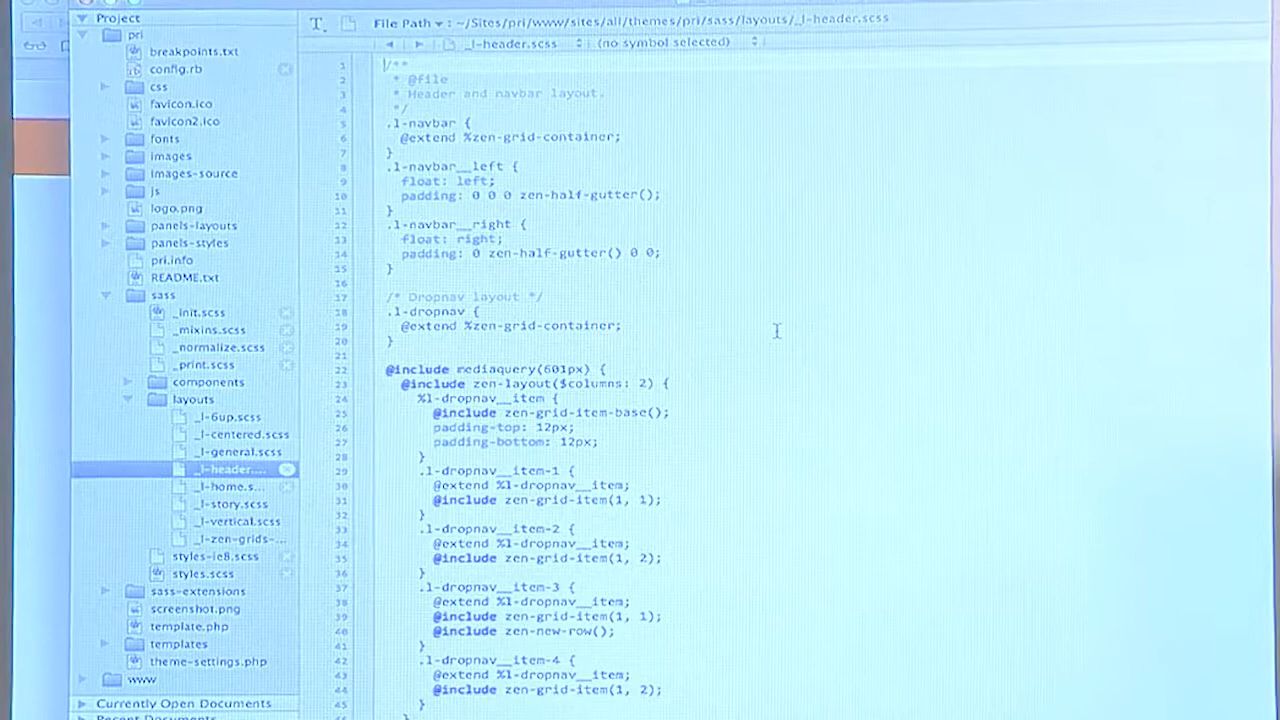 Project
pri
breakpoints.txt
config.rb
css
favicon.ico
favicon2.ico
fonts
images
images-source
js
logo.png
panels-layouts
panels-styles
pri.info
README.txt
sass
_init.scss
_mixins.scss
_normalize.scss
_print.scss
components
layouts
_l-6up.scss
_l-centered.scss
_l-general.scss
_l-header....
_l-home.s...
_l-story.scss
_l-vertical.scss
_l-zen-grids-...
styles-ie8.scss
styles.scss
sass-extensions
screenshot.png
template.php
templates
theme-settings.php
www
Currently Open Documents
Recent Documents
File Path : ~/Sites/pri/www/sites/all/themes/pri/sass/layouts/_l-header.scss
_l-header.scss (no symbol selected)
1 /**
2 * @file
3 * Header and navbar layout.
4 */
5 .l-navbar {
6 @extend %zen-grid-container;
7 }
8 .l-navbar__left {
9 float: left;
10 padding: 0 0 0 zen-half-gutter();
11 }
12 .l-navbar__right {
13 float: right;
14 padding: 0 zen-half-gutter() 0 0;
15 }
16
17 /* Dropnav layout */
18 .l-dropnav {
19 @extend %zen-grid-container;
20 }
21
22 @include mediaquery(601px) {
23 @include zen-layout($columns: 2) {
24 %l-dropnav__item {
25 @include zen-grid-item-base();
26 padding-top: 12px;
27 padding-bottom: 12px;
28 }
29 .l-dropnav__item-1 {
30 @extend %l-dropnav__item;
31 @include zen-grid-item(1, 1);
32 }
33 .l-dropnav__item-2 {
34 @extend %l-dropnav__item;
35 @include zen-grid-item(1, 2);
36 }
37 .l-dropnav__item-3 {
38 @extend %l-dropnav__item;
39 @include zen-grid-item(1, 1);
40 @include zen-new-row();
41 }
42 .l-dropnav__item-4 {
43 @extend %l-dropnav__item;
44 @include zen-grid-item(1, 2);
45 }
46 }